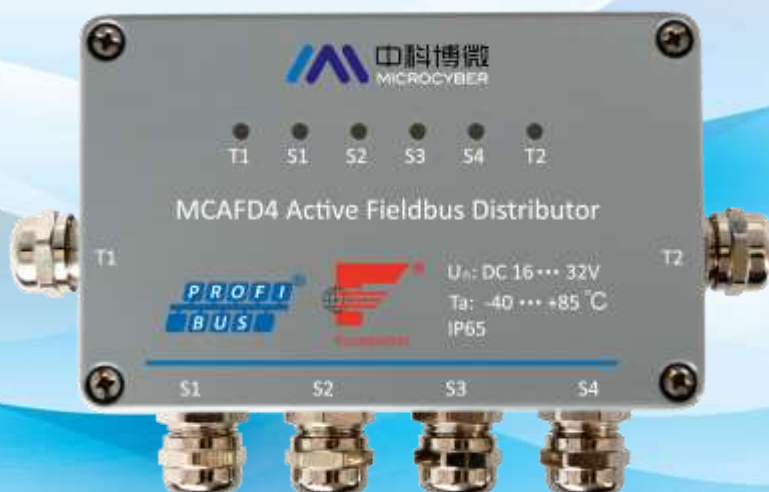 中科博微
MICROCYBER
T1 S1 S2 S3 S4 T2
MCAFD4 Active Fieldbus Distributor
T1
T2
PROFI
BUS
®
®
Un: DC 16 ··· 32V
Ta: -40 ··· +85 ℃
IP65
S1 S2 S3 S4